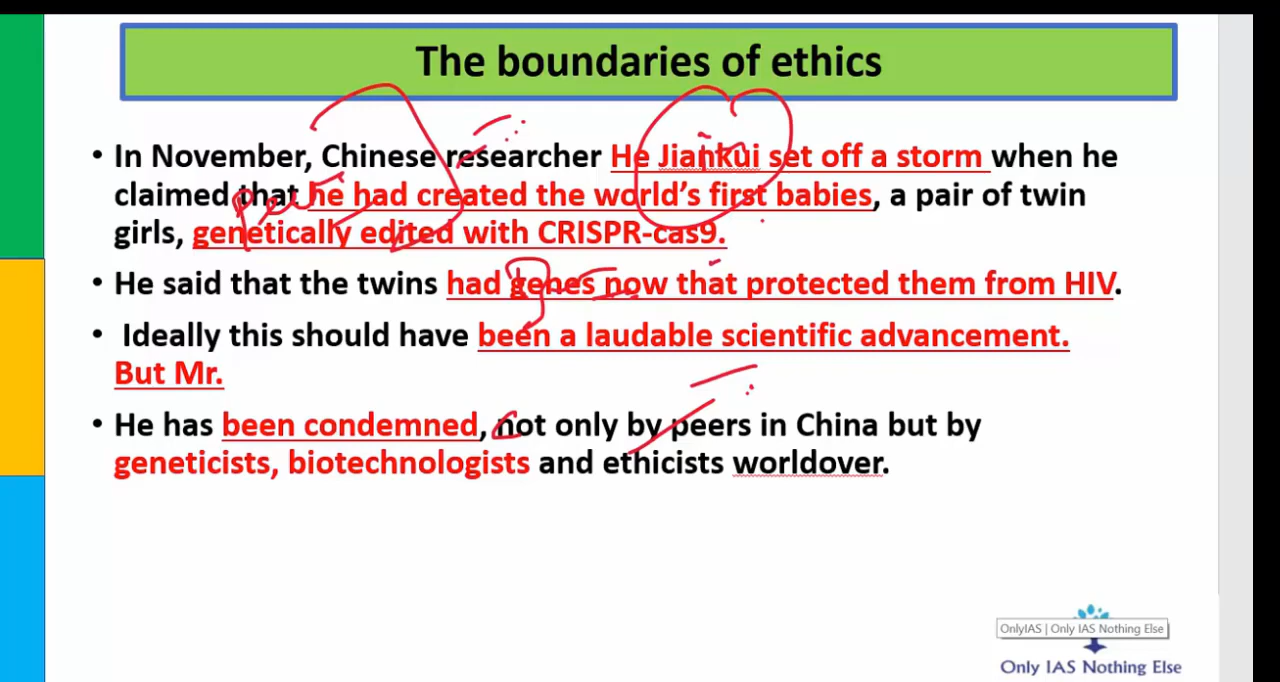 The boundaries of ethics
• In November, Chinese researcher He Jiankui set off a storm when he
claimed that he had created the world's first babies, a pair of twin
girls, genetically edited with CRISPR-cas9.
• He said that the twins had genes now that protected them from HIV.
• Ideally this should have been a laudable scientific advancement.
But Mr.
• He has been condemned, not only by peers in China but by
geneticists, biotechnologists and ethicists worldover.
OnlyIAS | Only IAS Nothing Else
Only IAS Nothing Else